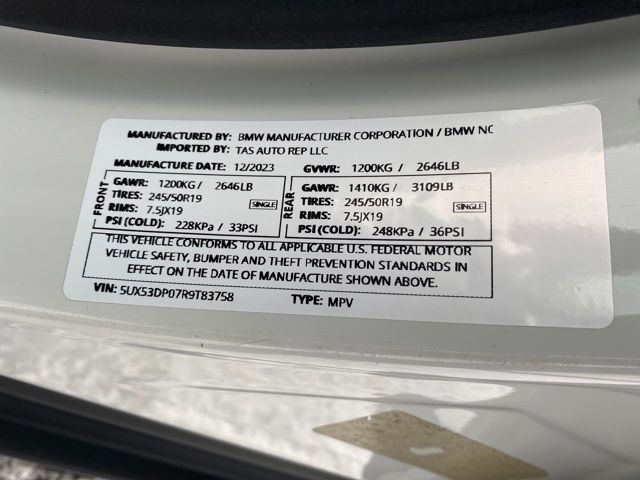 MANUFACTURED BY: BMW MANUFACTURER CORPORATION / BMW NC
IMPORTED BY: TAS AUTO REP LLC
MANUFACTURE DATE: 12/2023 GVWR: 1200KG / 2646LB
FRONT
GAWR: 1200KG / 2646LB
TIRES: 245/50R19
RIMS: 7.5JX19
SINGLE
PSI (COLD): 228KPa / 33PSI
REAR
GAWR: 1410KG / 3109LB
TIRES: 245/50R19
RIMS: 7.5JX19
SINGLE
PSI (COLD): 248KPa / 36PSI
THIS VEHICLE CONFORMS TO ALL APPLICABLE U.S. FEDERAL MOTOR
VEHICLE SAFETY, BUMPER AND THEFT PREVENTION STANDARDS IN
EFFECT ON THE DATE OF MANUFACTURE SHOWN ABOVE.
VIN: 5UX53DP07R9T83758 TYPE: MPV